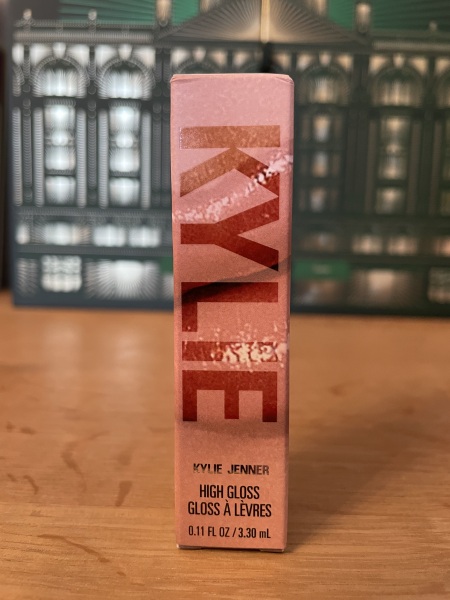 KYLIE
KYLIE JENNER
HIGH GLOSS
GLOSS À LÈVRES
0.11 FL OZ / 3.30 mL